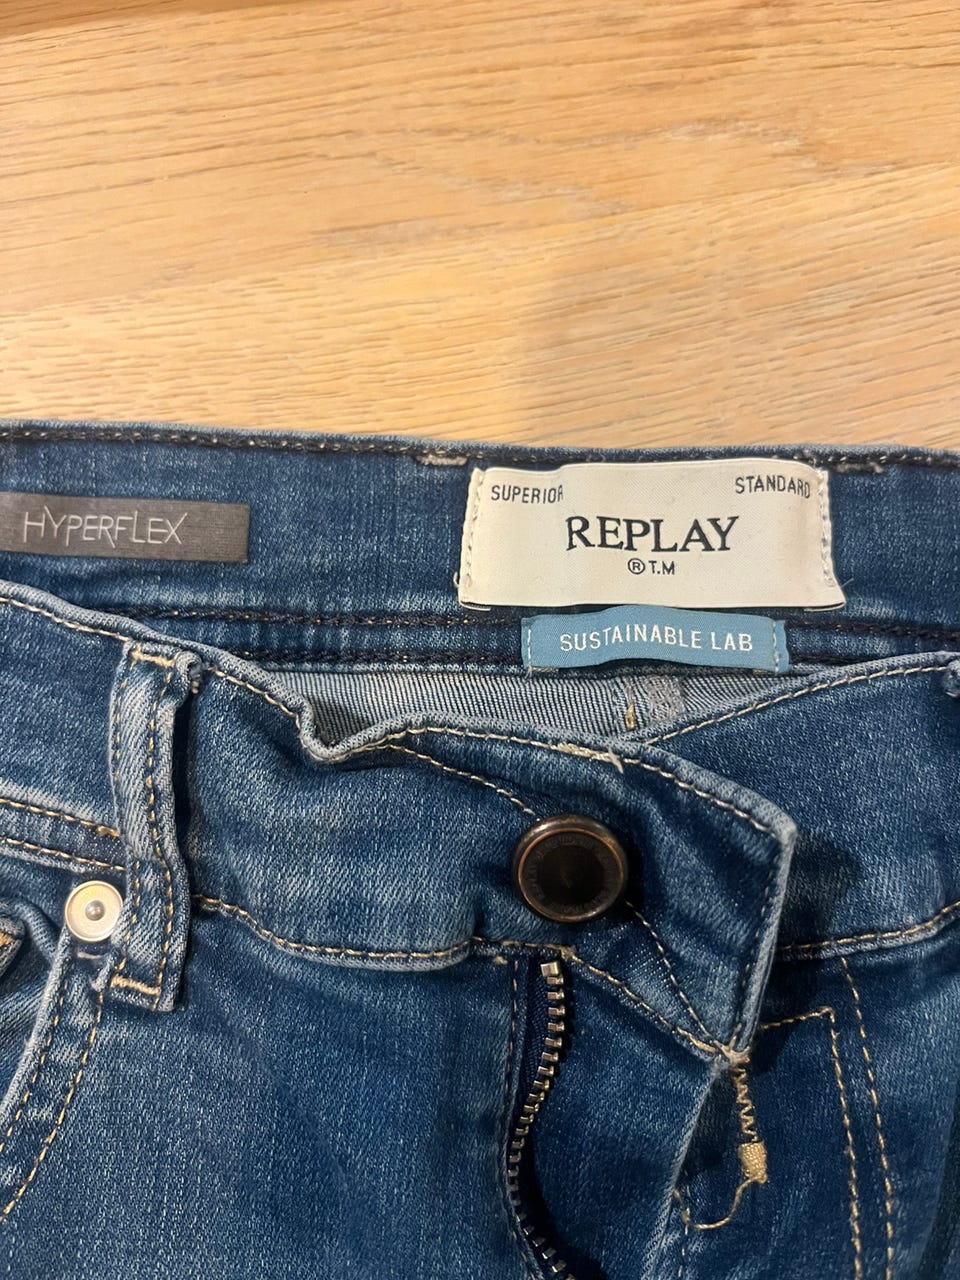 HYPERFLEX
SUPERIOR STANDARD
REPLAY
® T.M
SUSTAINABLE LAB